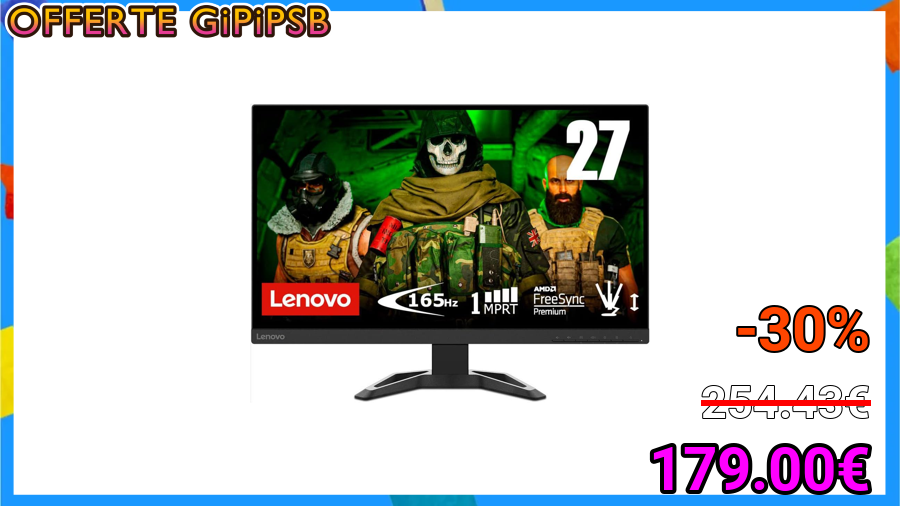 OFFERTE GiPiPSB
27
Lenovo
165Hz
1 MPRT
AMD
FreeSync
Premium
Lenovo
-30%
254.43€
179.00€